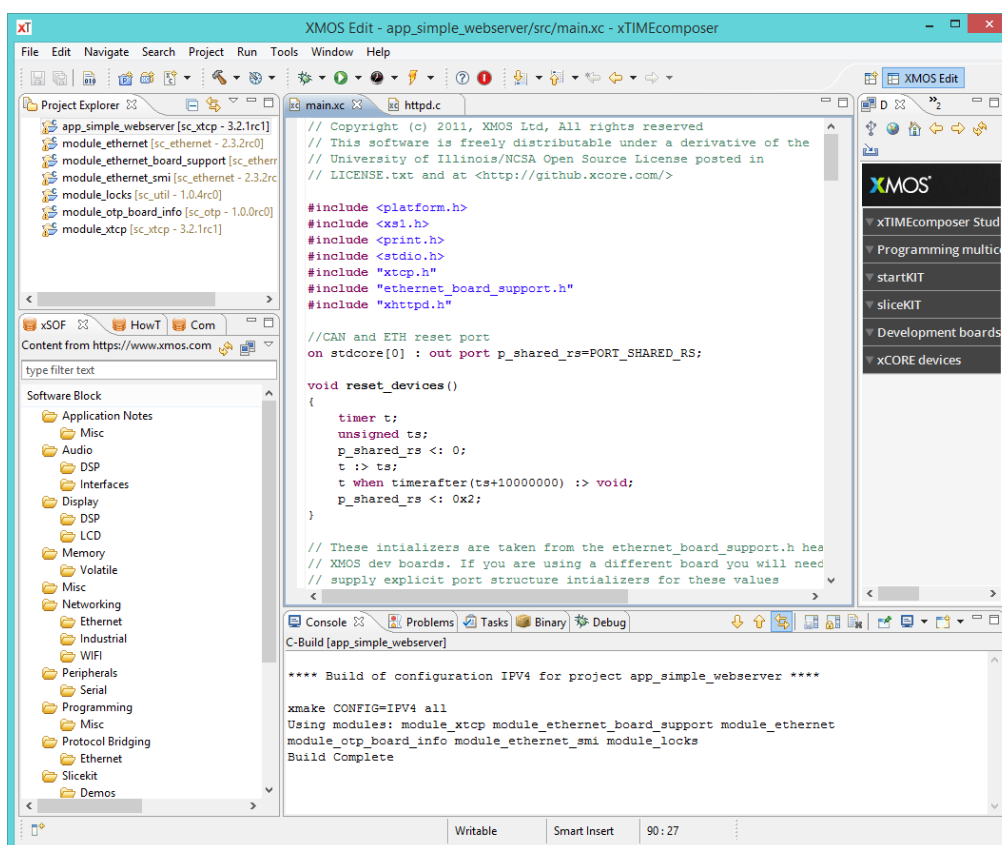 XMOS Edit - app_simple_webserver/src/main.xc - xTIMEcomposer
File Edit Navigate Search Project Run Tools Window Help
XMOS Edit
Project Explorer
app_simple_webserver [sc_xtcp - 3.2.1rc1]
module_ethernet [sc_ethernet - 2.3.2rc0]
module_ethernet_board_support [sc_ethern
module_ethernet_smi [sc_ethernet - 2.3.2rc
module_locks [sc_util - 1.0.4rc0]
module_otp_board_info [sc_otp - 1.0.0rc0]
module_xtcp [sc_xtcp - 3.2.1rc1]
xSOF HowT Com
Content from https://www.xmos.com
type filter text
Software Block
Application Notes
Misc
Audio
DSP
Interfaces
Display
DSP
LCD
Memory
Volatile
Misc
Networking
Ethernet
Industrial
WIFI
Peripherals
Serial
Programming
Misc
Protocol Bridging
Ethernet
Slicekit
Demos
main.xc httpd.c
// Copyright (c) 2011, XMOS Ltd, All rights reserved
// This software is freely distributable under a derivative of the
// University of Illinois/NCSA Open Source License posted in
// LICENSE.txt and at <http://github.xcore.com/>
#include <platform.h>
#include <xs1.h>
#include <print.h>
#include <stdio.h>
#include "xtcp.h"
#include "ethernet_board_support.h"
#include "xhttpd.h"
//CAN and ETH reset port
on stdcore[0] : out port p_shared_rs=PORT_SHARED_RS;
void reset_devices()
{
timer t;
unsigned ts;
p_shared_rs <: 0;
t :> ts;
t when timerafter(ts+10000000) :> void;
p_shared_rs <: 0x2;
}
// These intializers are taken from the ethernet_board_support.h hea
// XMOS dev boards. If you are using a different board you will need
// supply explicit port structure intializers for these values
D »2
XMOS
xTIMEcomposer Stud
Programming multico
startKIT
sliceKIT
Development boards
xCORE devices
Console Problems Tasks Binary Debug
C-Build [app_simple_webserver]
**** Build of configuration IPV4 for project app_simple_webserver ****
xmake CONFIG=IPV4 all
Using modules: module_xtcp module_ethernet_board_support module_ethernet
module_otp_board_info module_ethernet_smi module_locks
Build Complete
Writable Smart Insert 90 : 27